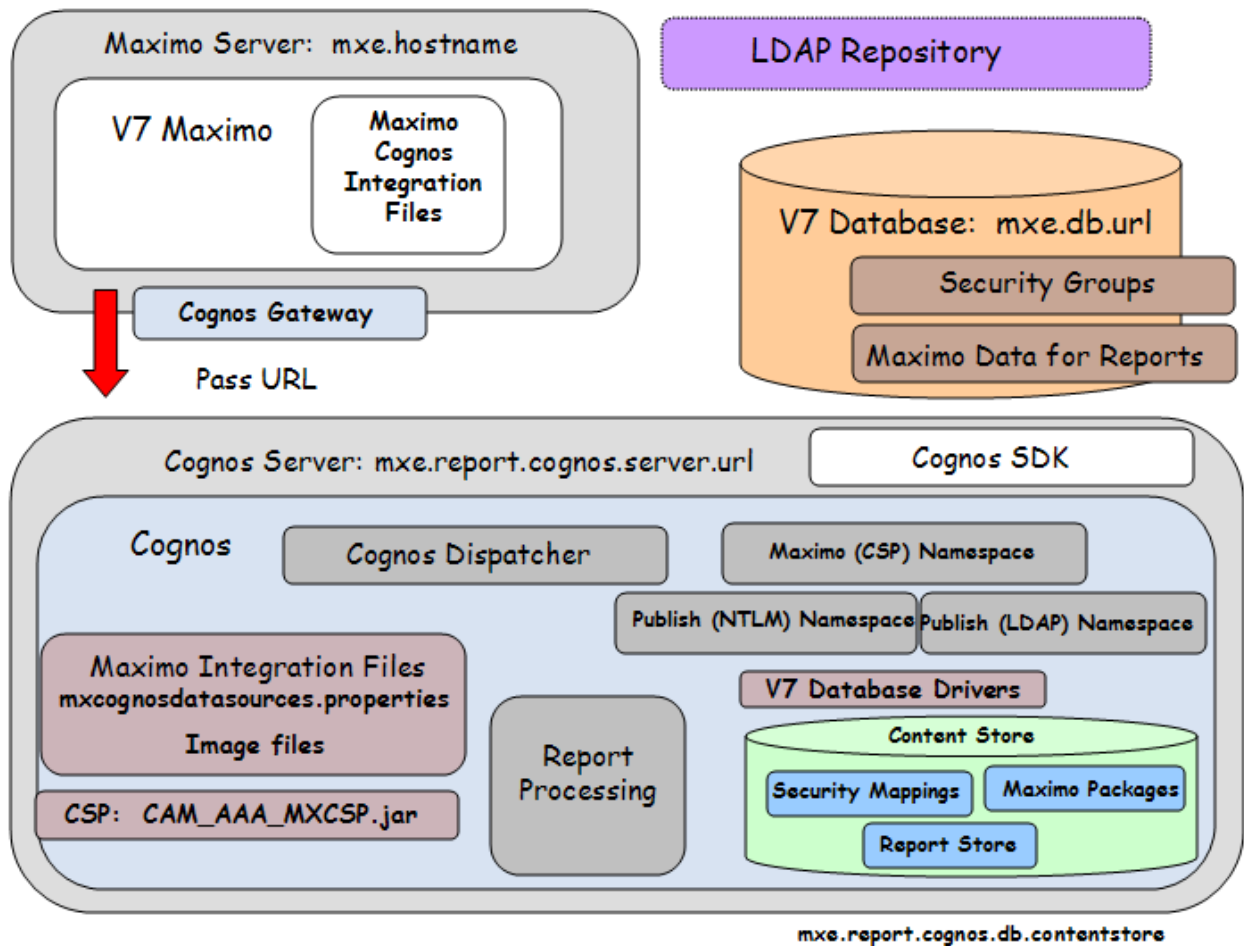 Maximo Server: mxe.hostname
LDAP Repository
V7 Maximo
Maximo
Cognos
Integration
Files
V7 Database: mxe.db.url
Security Groups
Maximo Data for Reports
Cognos Gateway
Pass URL
Cognos Server: mxe.report.cognos.server.url
Cognos SDK
Cognos
Cognos Dispatcher
Maximo (CSP) Namespace
Publish (NTLM) Namespace
Publish (LDAP) Namespace
Maximo Integration Files
mxcognosdatasources.properties
Image files
V7 Database Drivers
Report
Processing
Content Store
Security Mappings
Maximo Packages
Report Store
CSP: CAM_AAA_MXCSP.jar
mxe.report.cognos.db.contentstore